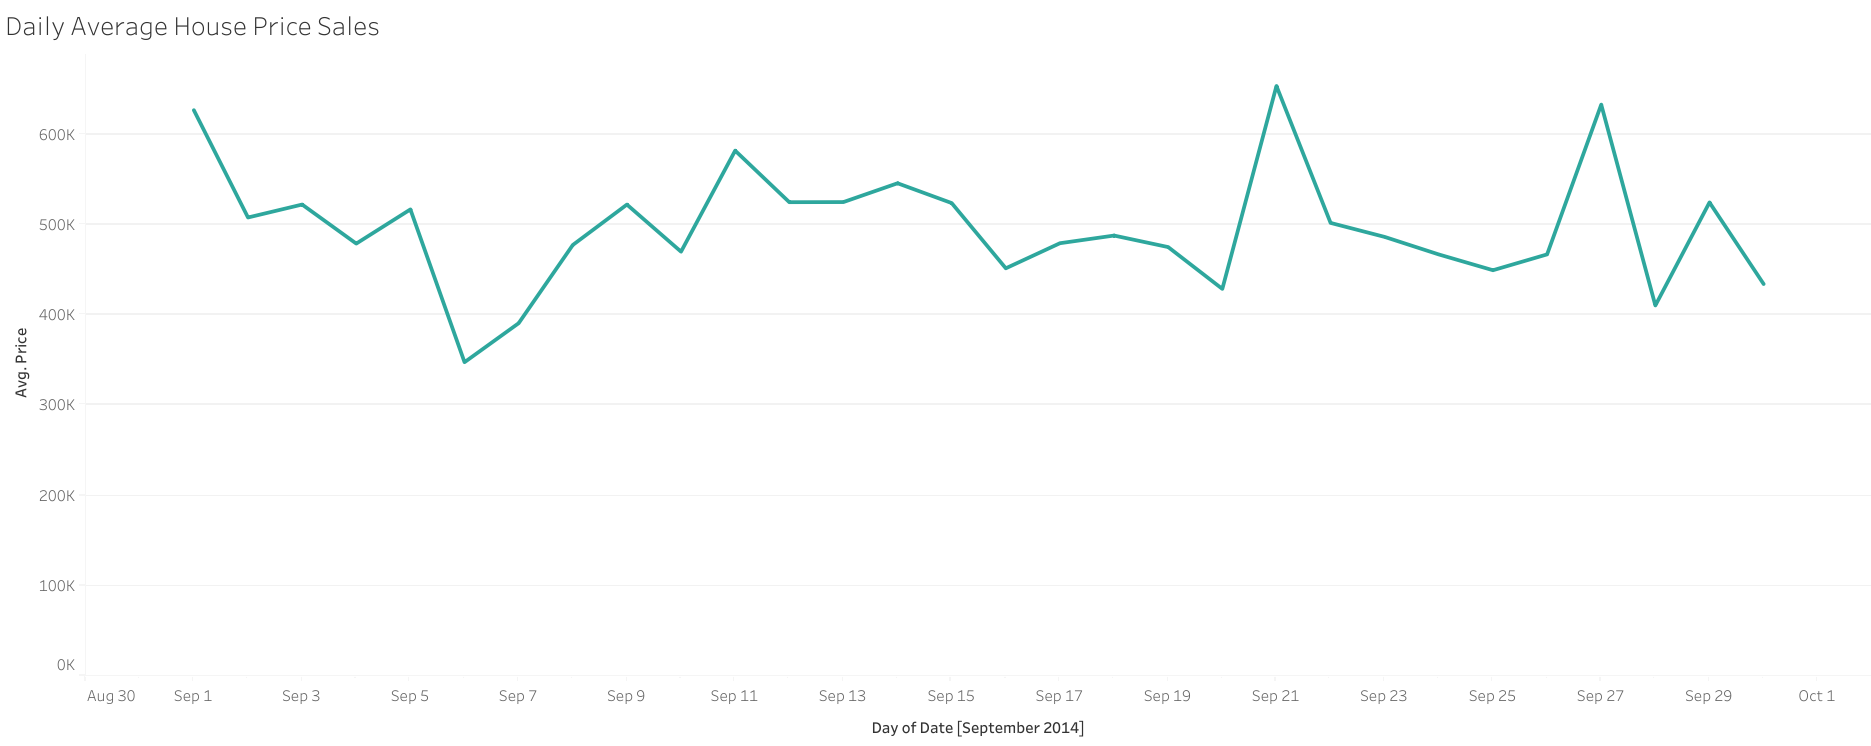 Daily Average House Price Sales
600K
500K
400K
300K
200K
100K
0K
Avg. Price
Aug 30 Sep 1 Sep 3 Sep 5 Sep 7 Sep 9 Sep 11 Sep 13 Sep 15 Sep 17 Sep 19 Sep 21 Sep 23 Sep 25 Sep 27 Sep 29 Oct 1
Day of Date [September 2014]